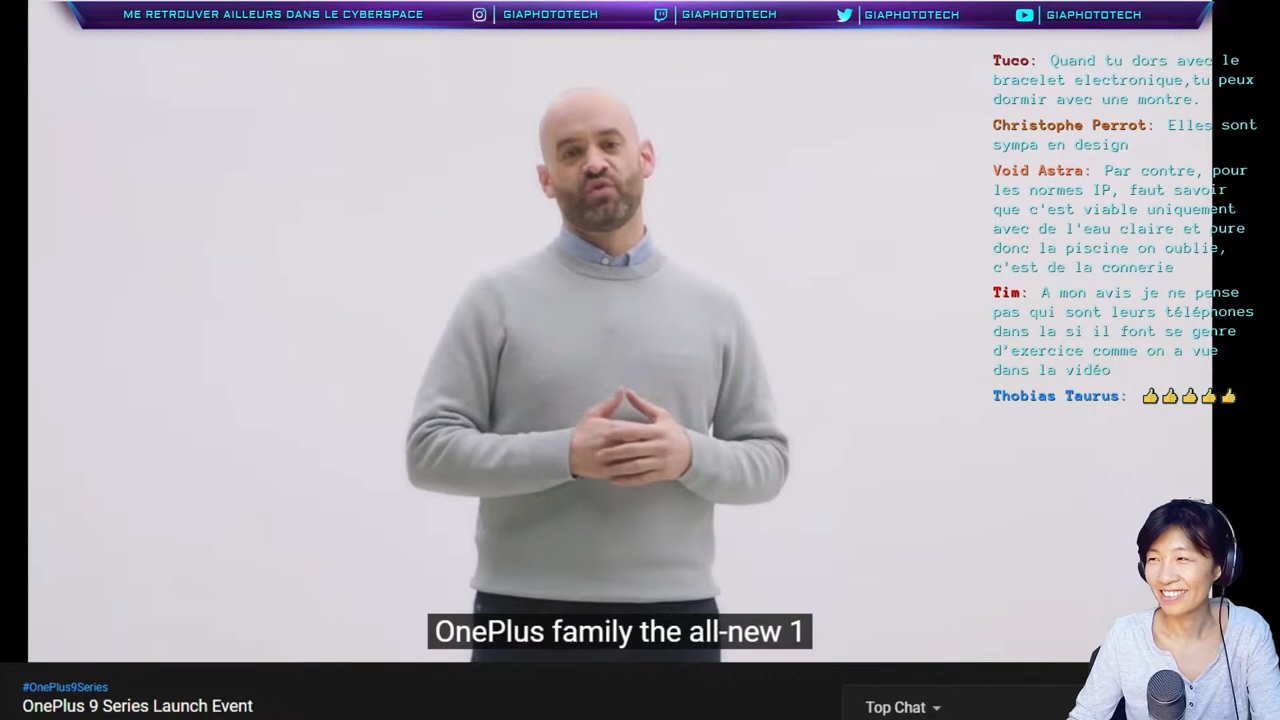 ME RETROUVER AILLEURS DANS LE CYBERSPACE GIAPHOTOTECH GIAPHOTOTECH GIAPHOTOTECH GIAPHOTOTECH
Tuco: Quand tu dors avec le
bracelet electronique,tu peux
dormir avec une montre.
Christophe Perrot: Elles sont
sympa en design
Void Astra: Par contre, pour
les normes IP, faut savoir
que c'est viable uniquement
avec de l'eau claire et pure
donc la piscine on oublie,
c'est de la connerie
Tim: A mon avis je ne pense
pas qui sont leurs téléphones
dans la si il font se genre
d'exercice comme on a vue
dans la vidéo
Thobias Taurus: 👍👍👍👍👍
OnePlus family the all-new 1
#OnePlus9Series
OnePlus 9 Series Launch Event
Top Chat